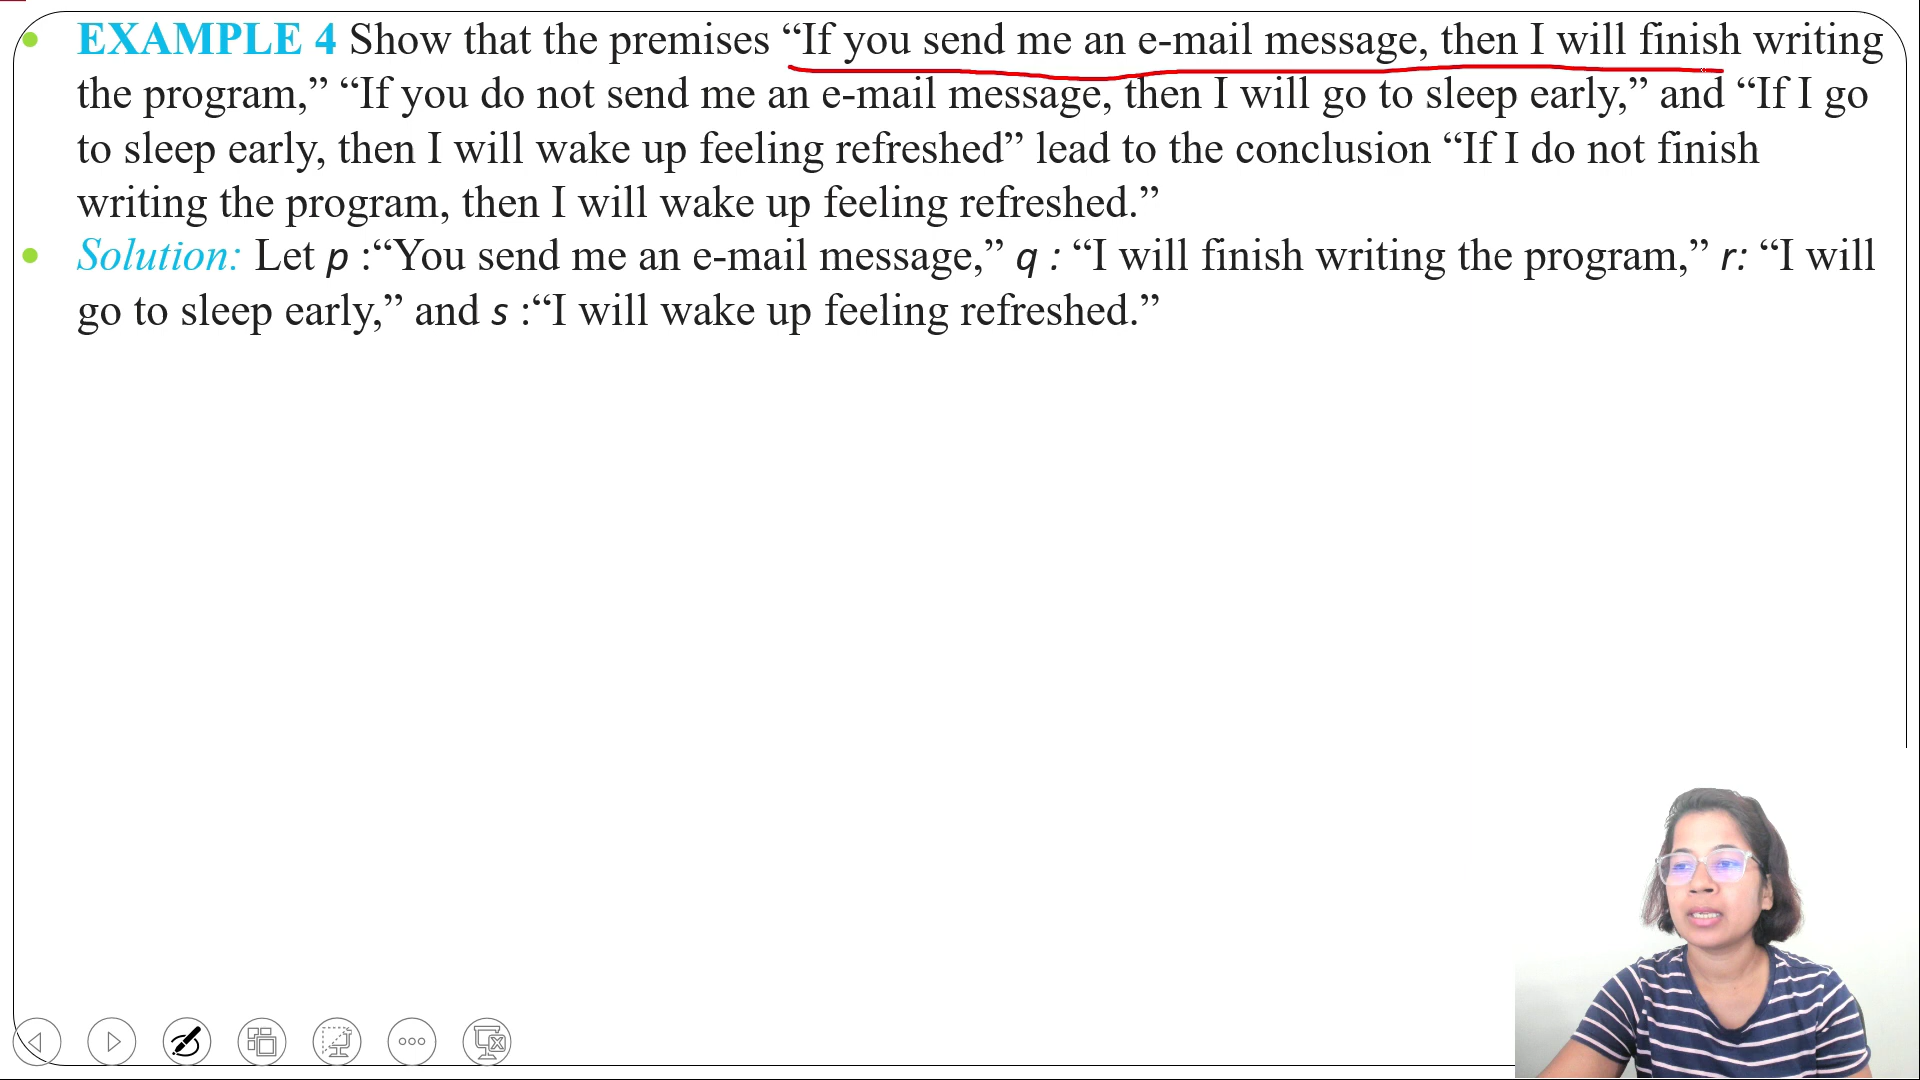 EXAMPLE 4 Show that the premises “If you send me an e-mail message, then I will finish writing
the program,” “If you do not send me an e-mail message, then I will go to sleep early,” and “If I go
to sleep early, then I will wake up feeling refreshed” lead to the conclusion “If I do not finish
writing the program, then I will wake up feeling refreshed.”
Solution: Let p :“You send me an e-mail message,” q : “I will finish writing the program,” r: “I will
go to sleep early,” and s :“I will wake up feeling refreshed.”